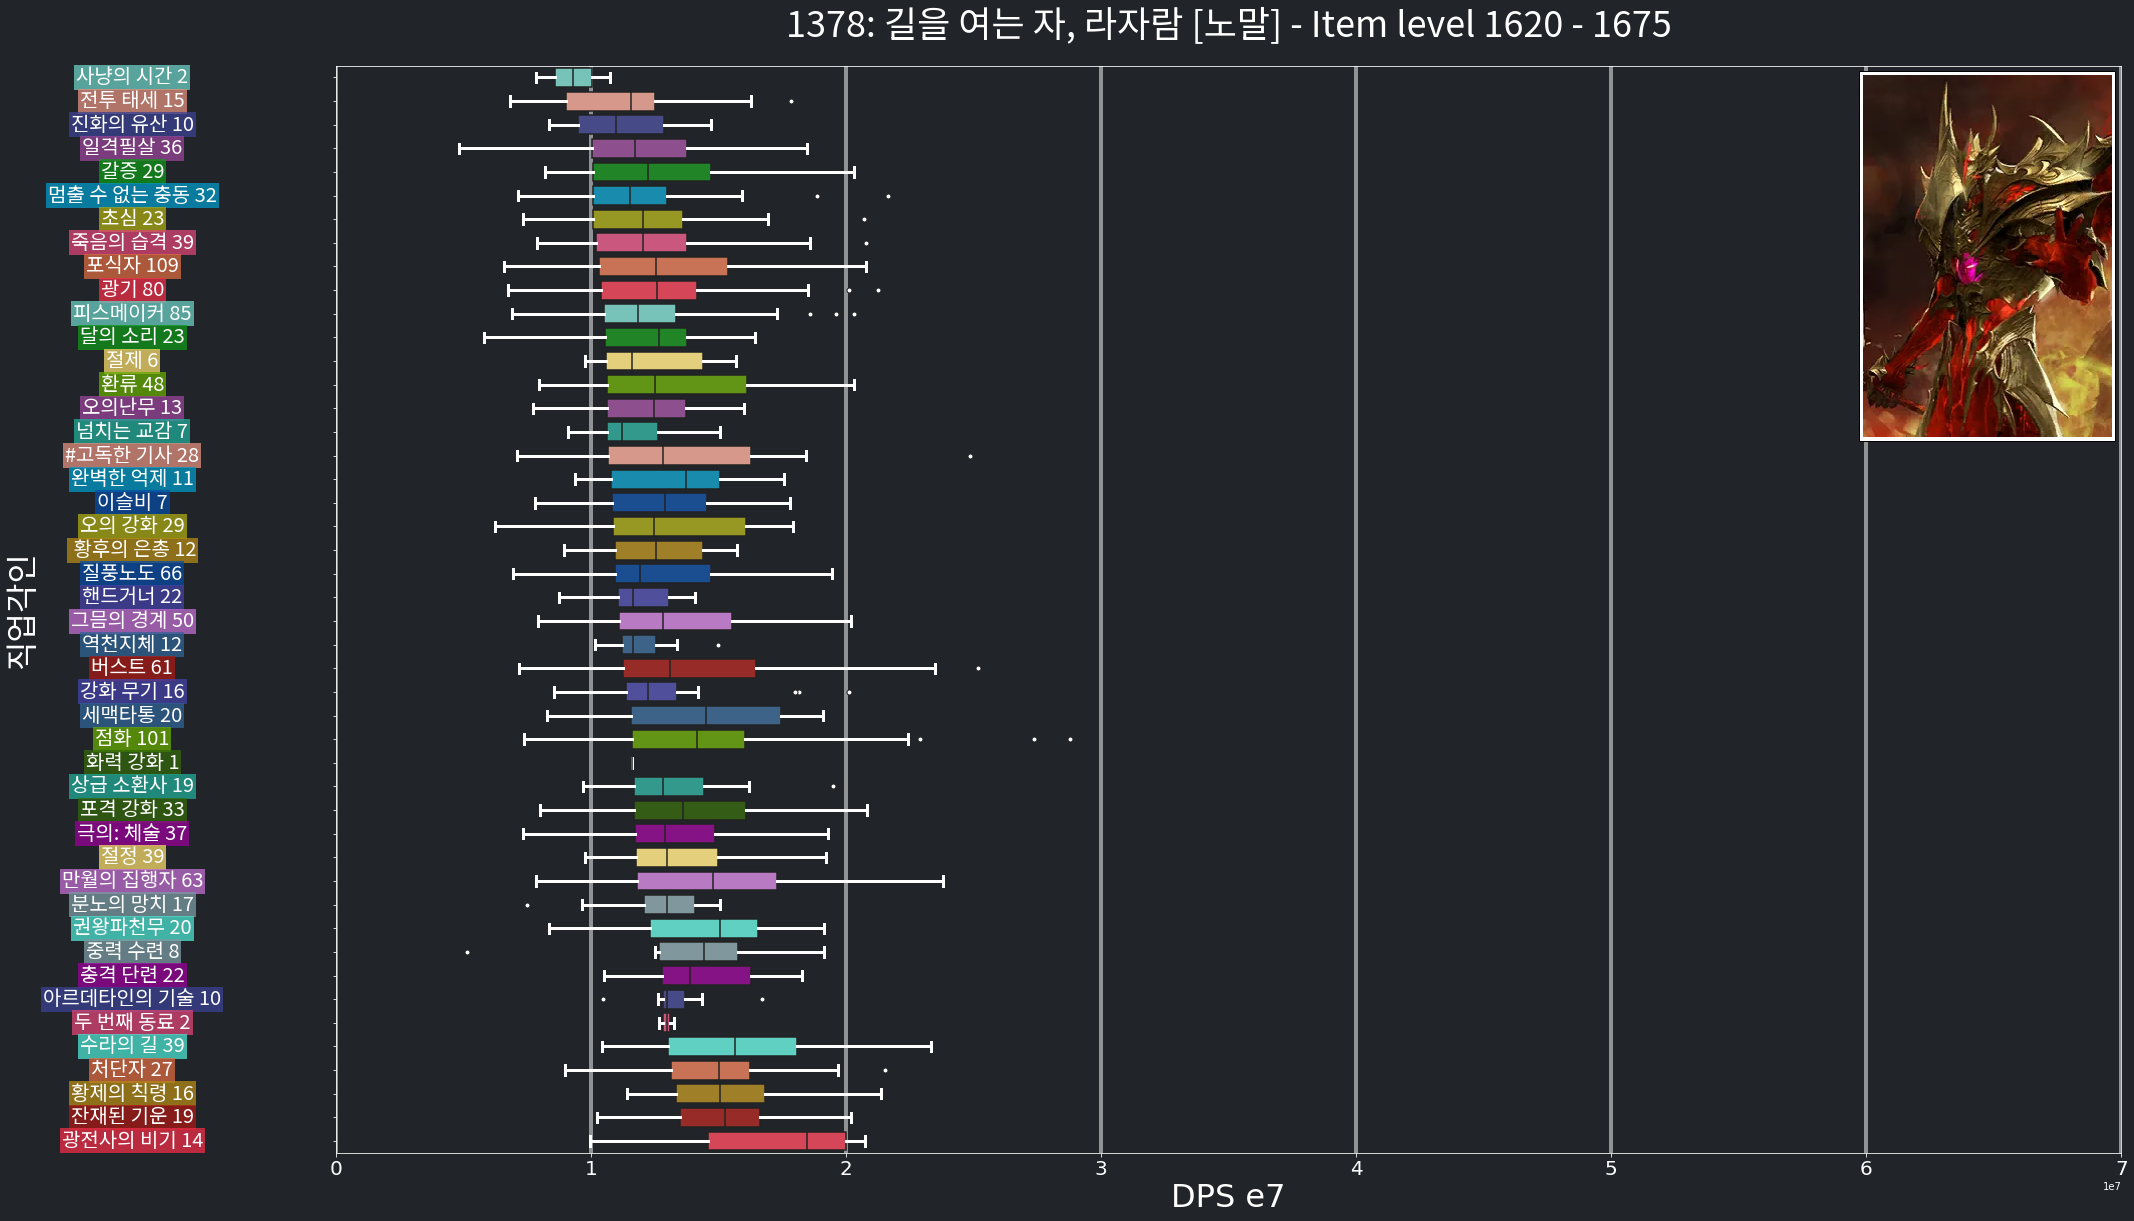 1378: 길을 여는 자, 라자람 [노말] - Item level 1620 - 1675
사냥의 시간 2
전투 태세 15
진화의 유산 10
일격필살 36
갈증 29
멈출 수 없는 충동 32
초심 23
죽음의 습격 39
포식자 109
광기 80
피스메이커 85
달의 소리 23
절제 6
환류 48
오의난무 13
넘치는 교감 7
#고독한 기사 28
완벽한 억제 11
이슬비 7
오의 강화 29
황후의 은총 12
질풍노도 66
핸드거너 22
그믐의 경계 50
역천지체 12
버스트 61
강화 무기 16
세맥타통 20
점화 101
화력 강화 1
상급 소환사 19
포격 강화 33
극의: 체술 37
절정 39
만월의 집행자 63
분노의 망치 17
권왕파천무 20
중력 수련 8
충격 단련 22
아르데타인의 기술 10
두 번째 동료 2
수라의 길 39
처단자 27
황제의 칙령 16
잔재된 기운 19
광전사의 비기 14
직업각인
0 1 2 3 4 5 6 7
1e7
DPS e7